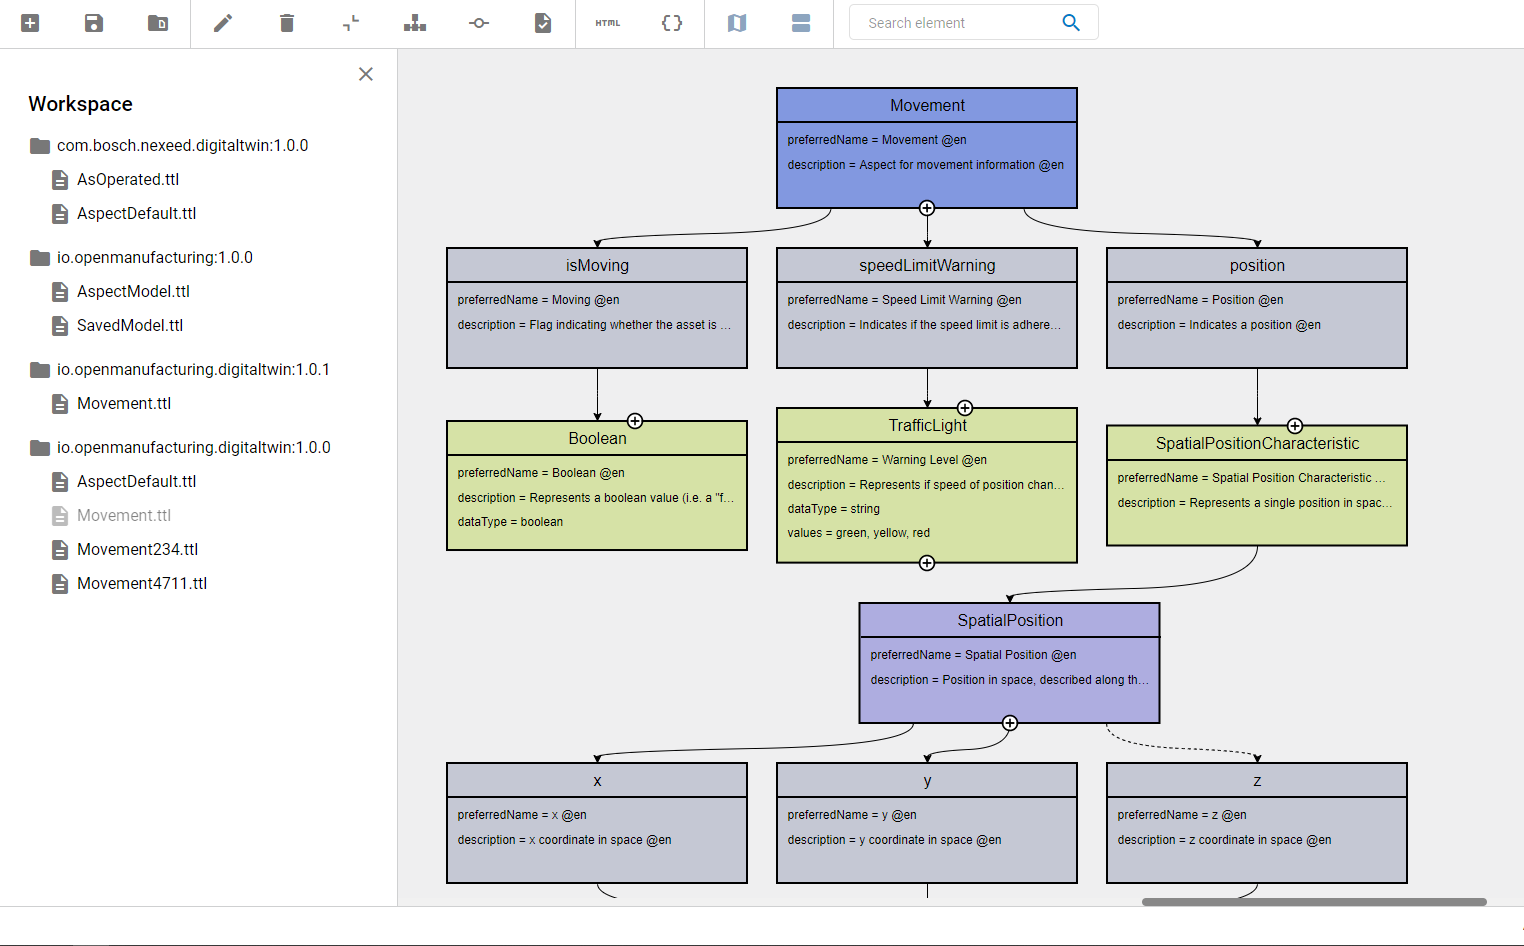 HTML
Search element
Workspace
com.bosch.nexeed.digitaltwin:1.0.0
AsOperated.ttl
AspectDefault.ttl
io.openmanufacturing:1.0.0
AspectModel.ttl
SavedModel.ttl
io.openmanufacturing.digitaltwin:1.0.1
Movement.ttl
io.openmanufacturing.digitaltwin:1.0.0
AspectDefault.ttl
Movement.ttl
Movement234.ttl
Movement4711.ttl
Movement
preferredName = Movement @en
description = Aspect for movement information @en
isMoving
preferredName = Moving @en
description = Flag indicating whether the asset is ...
speedLimitWarning
preferredName = Speed Limit Warning @en
description = Indicates if the speed limit is adhere...
position
preferredName = Position @en
description = Indicates a position @en
Boolean
preferredName = Boolean @en
description = Represents a boolean value (i.e. a "f...
dataType = boolean
TrafficLight
preferredName = Warning Level @en
description = Represents if speed of position chan...
dataType = string
values = green, yellow, red
SpatialPositionCharacteristic
preferredName = Spatial Position Characteristic ...
description = Represents a single position in spac...
SpatialPosition
preferredName = Spatial Position @en
description = Position in space, described along th...
x
preferredName = x @en
description = x coordinate in space @en
y
preferredName = y @en
description = y coordinate in space @en
z
preferredName = z @en
description = z coordinate in space @en